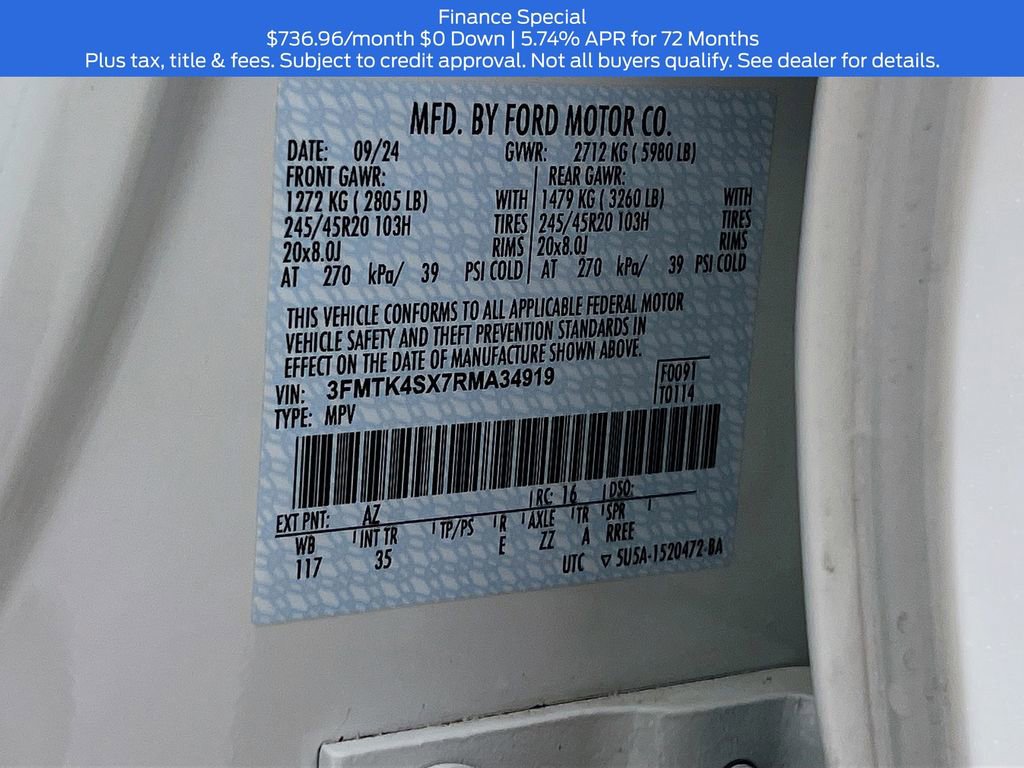 Finance Special
$736.96/month $0 Down | 5.74% APR for 72 Months
Plus tax, title & fees. Subject to credit approval. Not all buyers qualify. See dealer for details.
MFD. BY FORD MOTOR CO.
DATE: 09/24 GVWR: 2712 KG ( 5980 LB)
FRONT GAWR: REAR GAWR:
1272 KG ( 2805 LB) WITH 1479 KG ( 3260 LB) WITH
245/45R20 103H TIRES 245/45R20 103H TIRES
20x8.0J RIMS 20x8.0J RIMS
AT 270 kPa/ 39 PSI COLD AT 270 kPa/ 39 PSI COLD
THIS VEHICLE CONFORMS TO ALL APPLICABLE FEDERAL MOTOR
VEHICLE SAFETY AND THEFT PREVENTION STANDARDS IN
EFFECT ON THE DATE OF MANUFACTURE SHOWN ABOVE.
VIN: 3FMTK4SX7RMA34919 F0091
TYPE: MPV T0114
EXT PNT: AZ RC: 16 DSO:
WB INT TR TP/PS R AXLE TR SPR
117 35 E ZZ A RREE
UTC ▽ 5U5A-1520472-BA